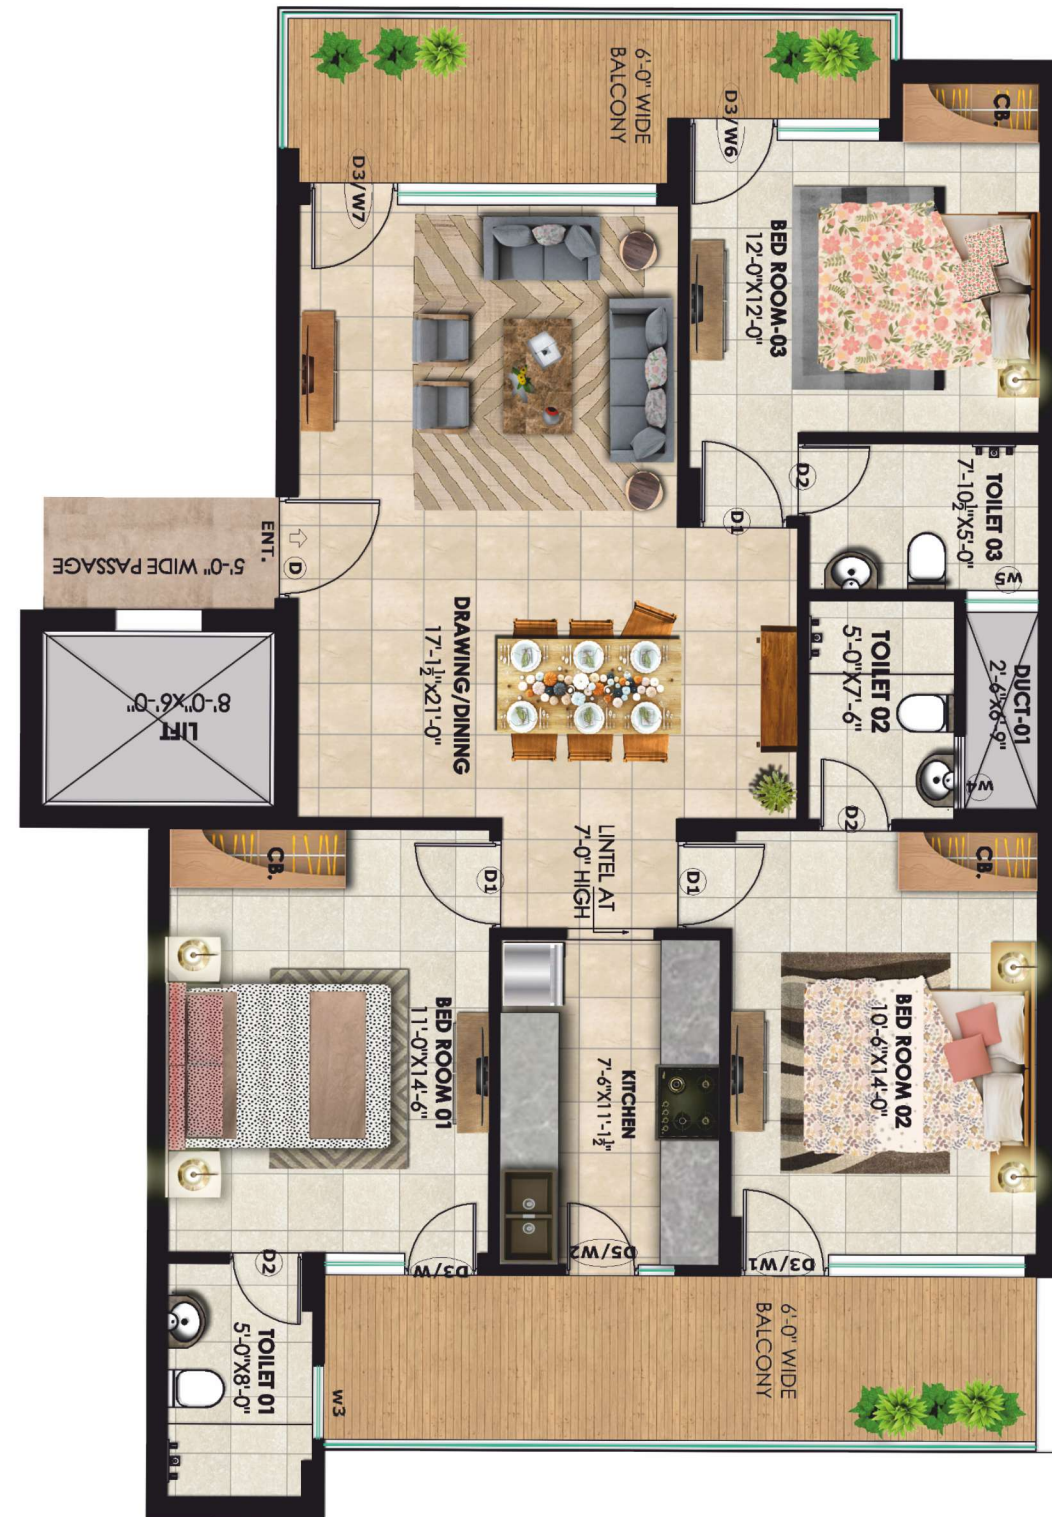 6'-0" WIDE
BALCONY
CB.
D3/W6
D3/W7
BED ROOM-03
12'-0"X12'-0"
D2
D1
TOILET 03
7'-10½"X5'-0"
W5
ENT.
D
5'-0" WIDE PASSAGE
LIFT
8'-0"x6'-0"
DRAWING/DINING
17'-1½"x21'-0"
TOILET 02
5'-0"X7'-6"
DUCT-01
2'-6"X6'-9"
W4
D2
CB.
D1
LINTEL AT
7'-0" HIGH
D1
CB.
BED ROOM 01
11'-0"X14'-6"
KITCHEN
7'-6"X11'-1½"
BED ROOM 02
10'-6"X14'-0"
D2
D3/W
D5/W2
D3/W1
TOILET 01
5'-0"X8'-0"
w3
6'-0" WIDE
BALCONY